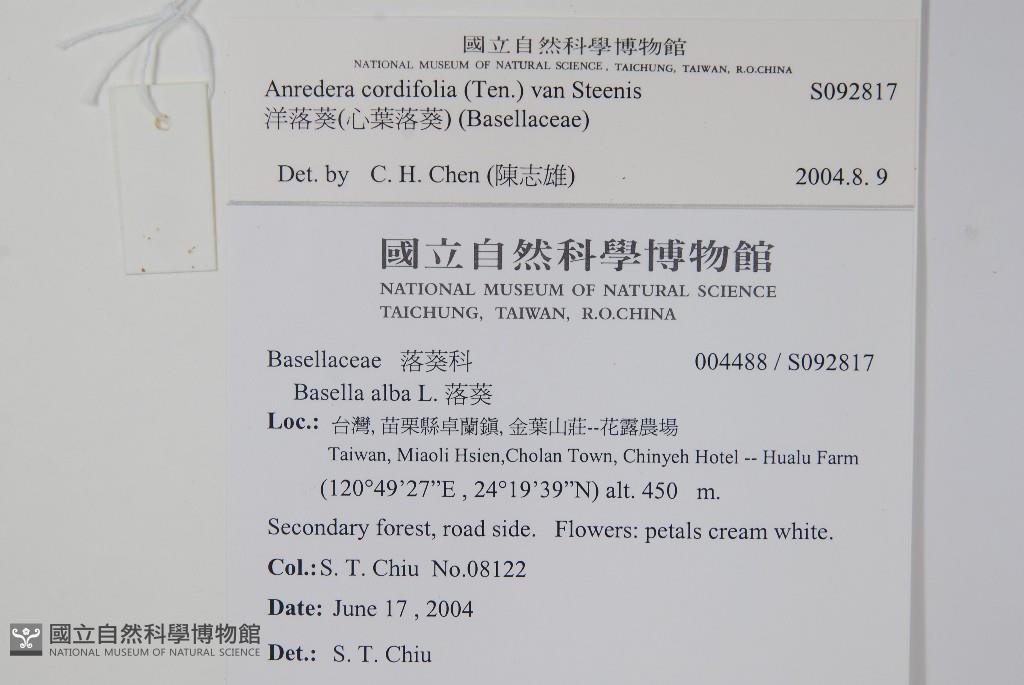 國立自然科學博物館
NATIONAL MUSEUM OF NATURAL SCIENCE, TAICHUNG, TAIWAN, R.O.CHINA
Anredera cordifolia (Ten.) van Steenis S092817
洋落葵(心葉落葵) (Basellaceae)
Det. by C. H. Chen (陳志雄) 2004.8. 9
國立自然科學博物館
NATIONAL MUSEUM OF NATURAL SCIENCE
TAICHUNG, TAIWAN, R.O.CHINA
Basellaceae 落葵科 004488 / S092817
Basella alba L. 落葵
Loc.: 台灣, 苗栗縣卓蘭鎮, 金葉山莊--花露農場
Taiwan, Miaoli Hsien,Cholan Town, Chinyeh Hotel -- Hualu Farm
(120°49’27”E , 24°19’39”N) alt. 450 m.
Secondary forest, road side. Flowers: petals cream white.
Col.: S. T. Chiu No.08122
Date: June 17 , 2004
Det.: S. T. Chiu
國立自然科學博物館
NATIONAL MUSEUM OF NATURAL SCIENCE